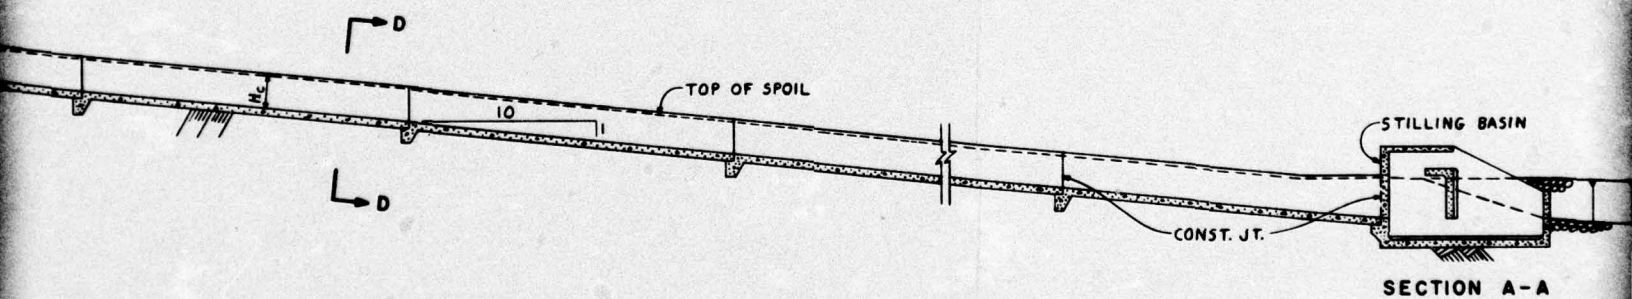 D
Hc
10
1
TOP OF SPOIL
D
STILLING BASIN
CONST. JT.
SECTION A-A